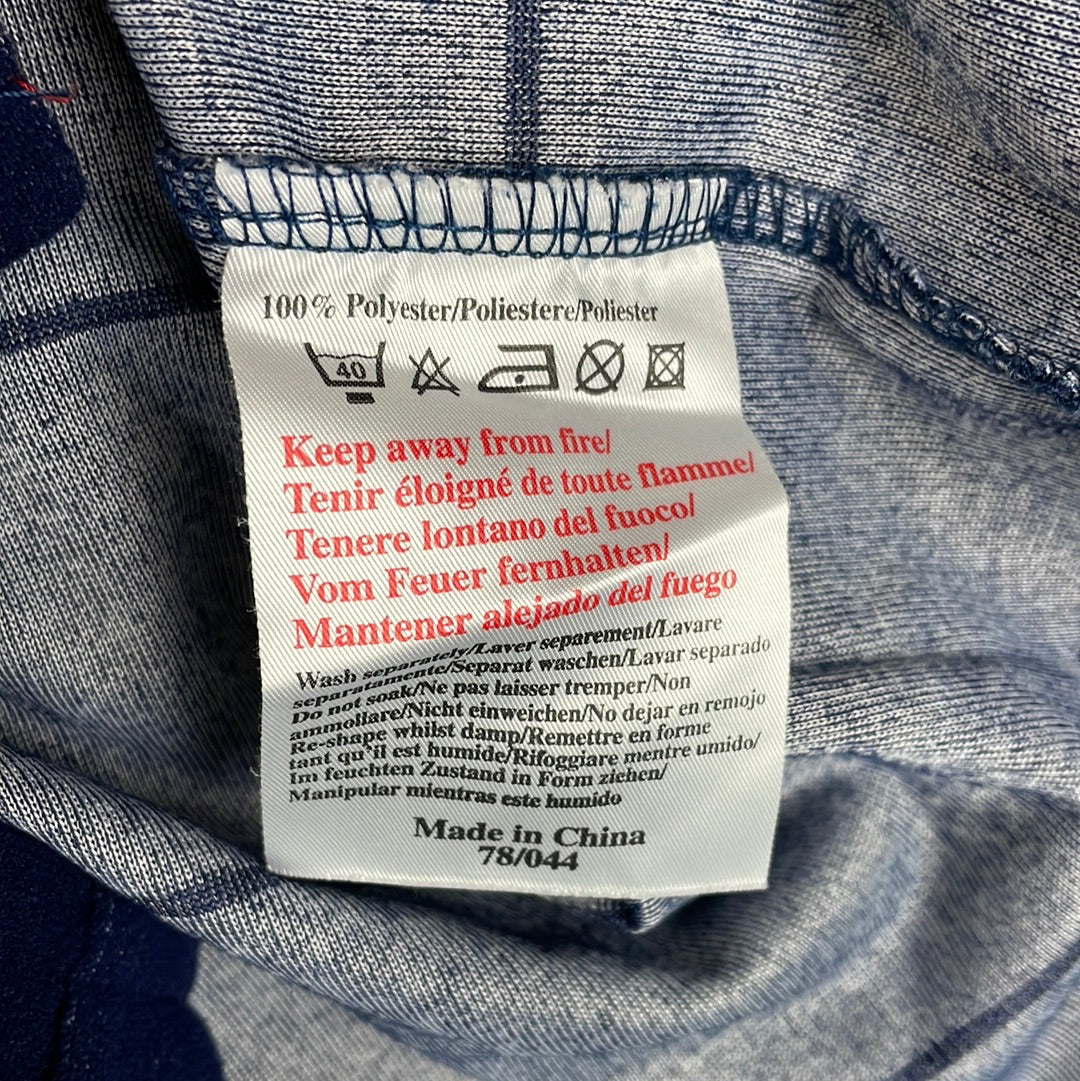 100% Polyester/Poliestere/Poliester
40
Keep away from fire/
Tenir éloigné de toute flamme/
Tenere lontano del fuoco/
Vom Feuer fernhalten/
Mantener alejado del fuego
Wash separately/Laver separement/Lavare
separatamente/Separat waschen/Lavar separado
Do not soak/Ne pas laisser tremper/Non
ammollare/Nicht einweichen/No dejar en remojo
Re-shape whilst damp/Remettre en forme
tant qu'il est humide/Rifoggiare mentre umido/
Im feuchten Zustand in Form ziehen/
Manipular mientras este humido
Made in China
78/044